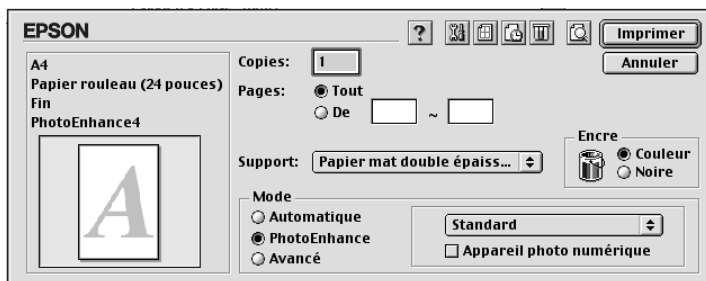 EPSON
?
Imprimer
A4
Papier rouleau (24 pouces)
Fin
PhotoEnhance4
A
Copies: 1
Annuler
Pages: Tout
De ~
Support: Papier mat double épaiss...
Encre
Couleur
Noire
Mode
Automatique
PhotoEnhance
Avancé
Standard
Appareil photo numérique